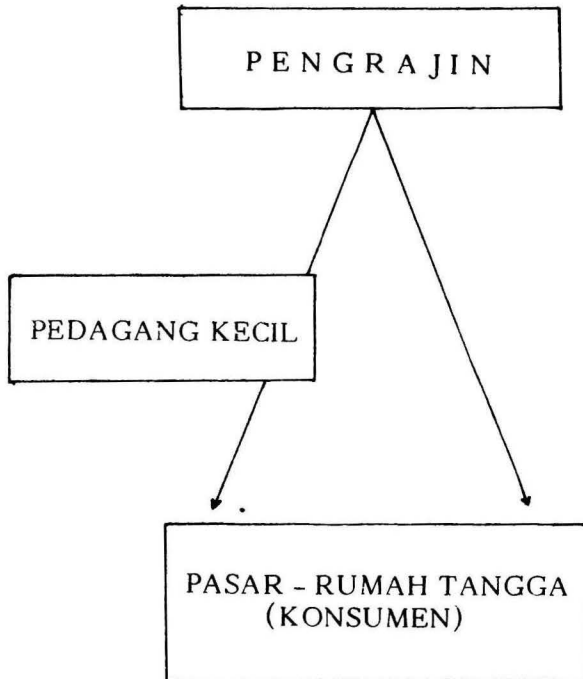 PENGRAJIN
PEDAGANG KECIL
PASAR - RUMAH TANGGA
(KONSUMEN)